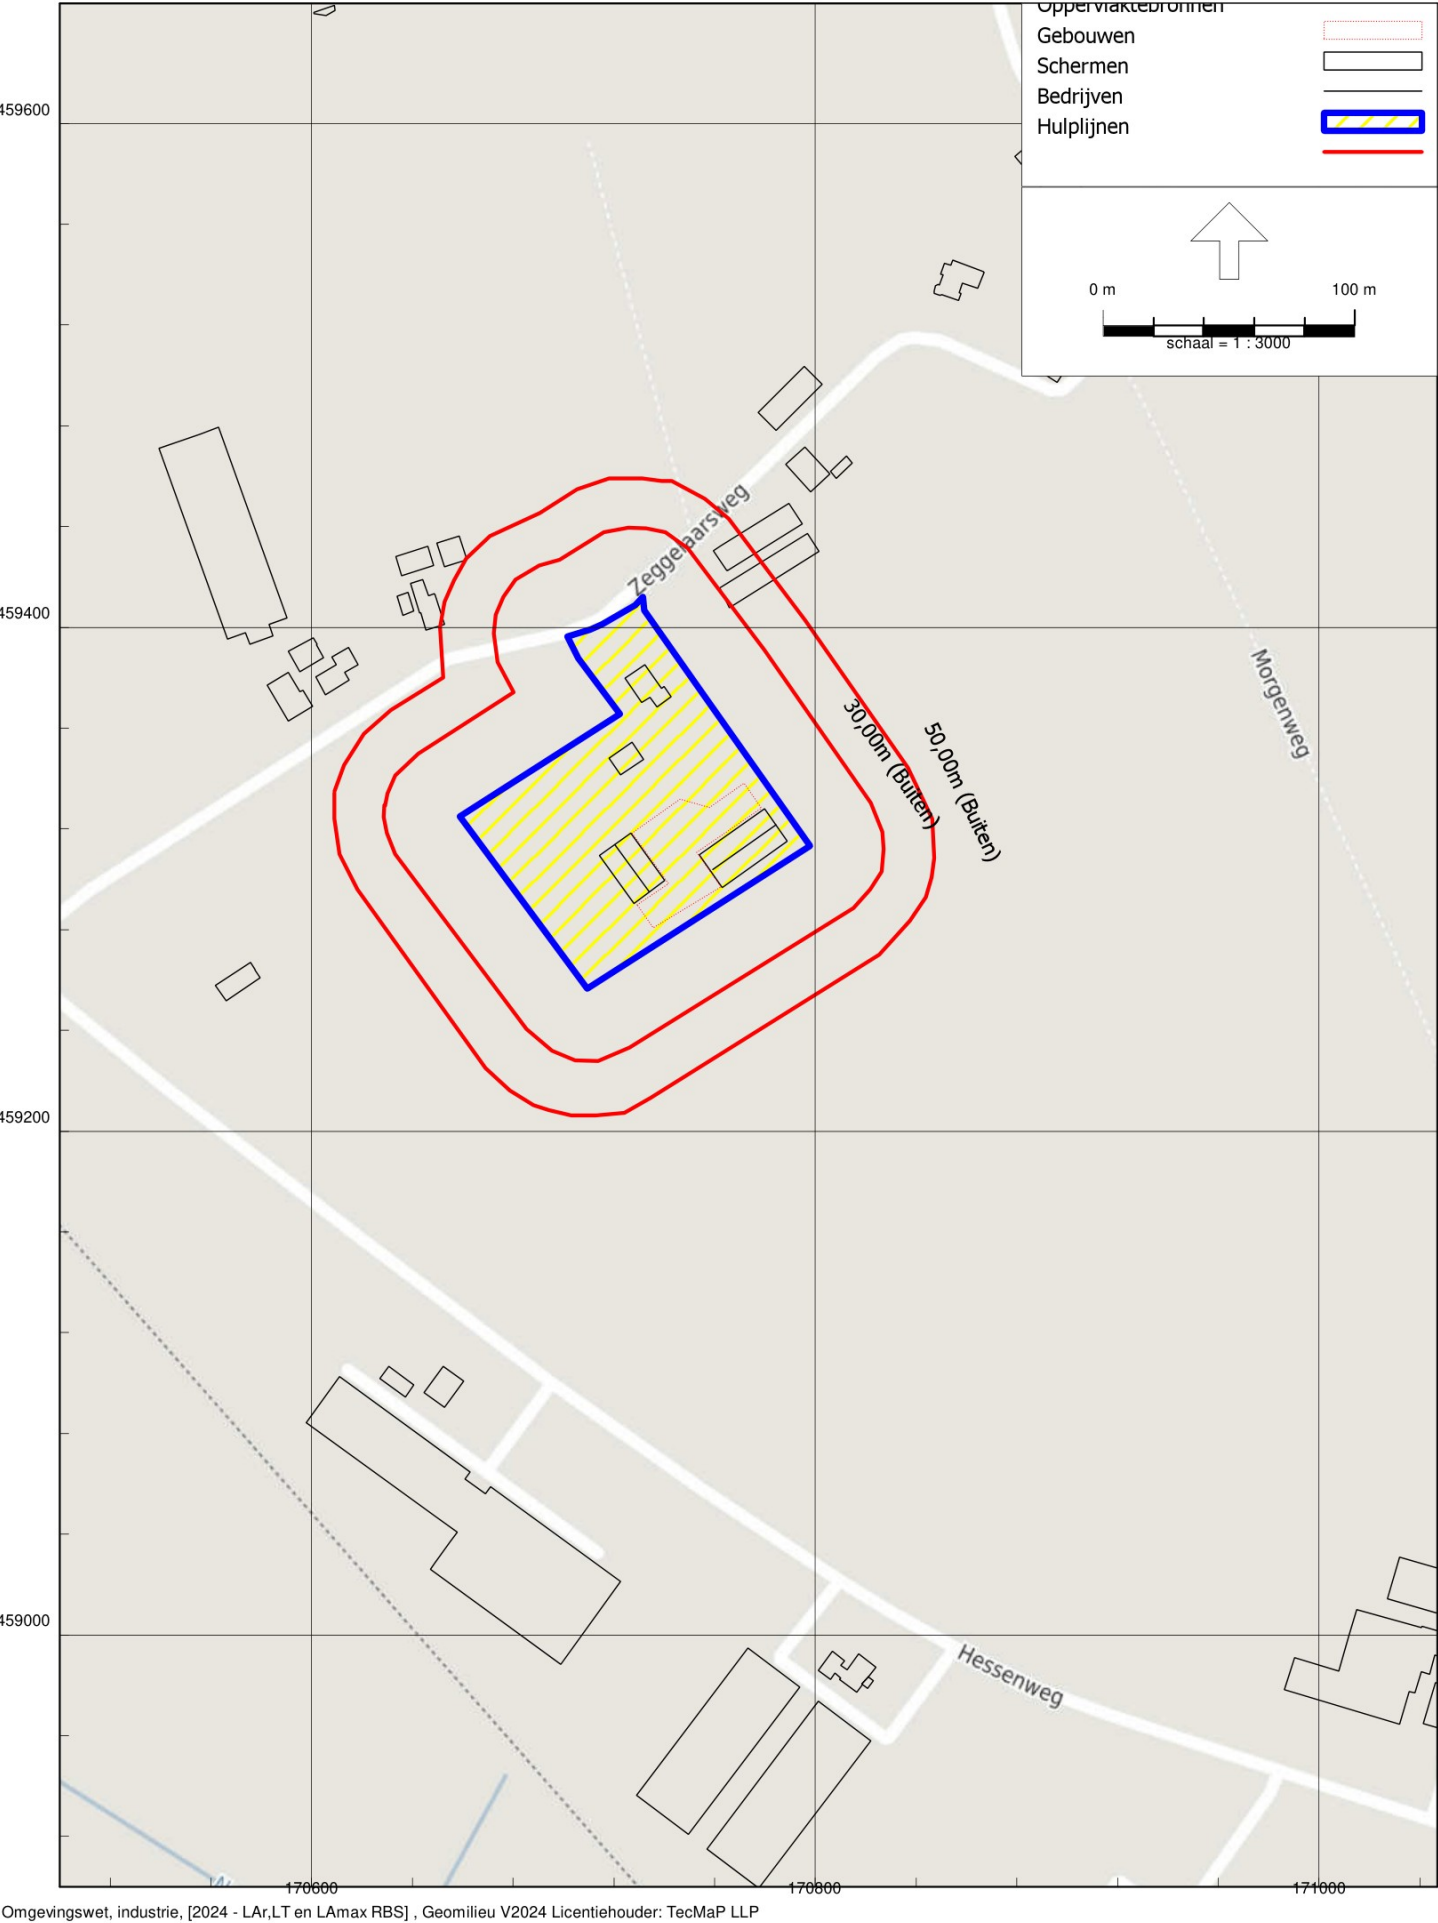 Oppervlaktebronnen
Gebouwen
Schermen
Bedrijven
Hulplijnen
0 m
100 m
schaal = 1 : 3000
459600
Zeggelaarsweg
459400
Morgenweg
30,00m (Buiten)
50,00m (Buiten)
459200
459000
Hessenweg
170600
170800
171000
Omgevingswet, industrie, [2024 - LAr,LT en LAmax RBS] , Geomilieu V2024 Licentiehouder: TecMaP LLP